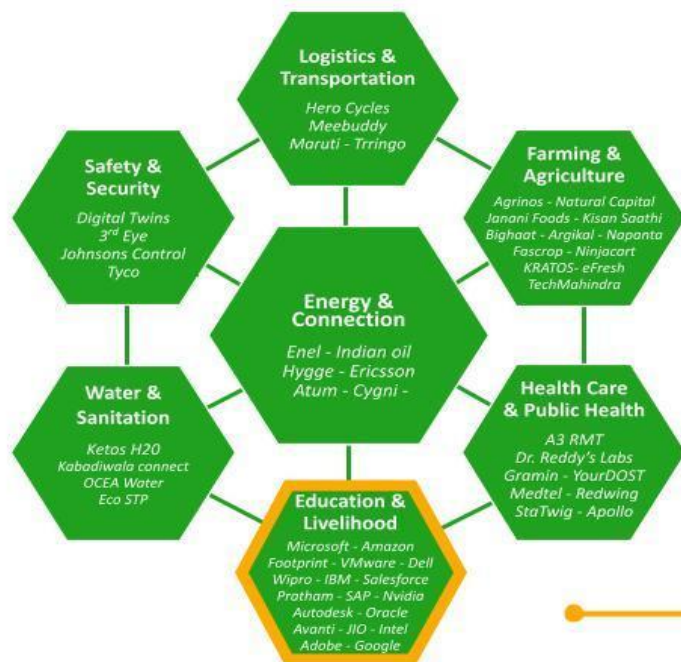 Logistics &
Transportation
Hero Cycles
Meebuddy
Maruti - Trringo
Safety &
Security
Digital Twins
3rd Eye
Johnsons Control
Tyco
Farming &
Agriculture
Agrinos - Natural Capital
Janani Foods - Kisan Saathi
Bighaat - Argikal - Napanta
Fascrop - Ninjacart
KRATOS- eFresh
TechMahindra
Energy &
Connection
Enel - Indian oil
Hygge - Ericsson
Atum - Cygni -
Water &
Sanitation
Ketos H20
Kabadiwala connect
OCEA Water
Eco STP
Health Care
& Public Health
A3 RMT
Dr. Reddy's Labs
Gramin - YourDOST
Medtel - Redwing
StaTwig - Apollo
Education &
Livelihood
Microsoft - Amazon
Footprint - VMware - Dell
Wipro - IBM - Salesforce
Pratham - SAP - Nvidia
Autodesk - Oracle
Avanti - JIO - Intel
Adobe - Google